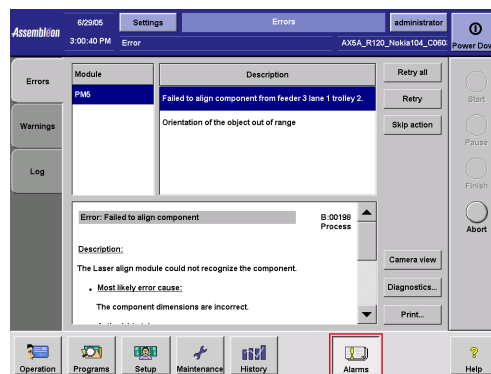 Assembléon
6/29/05
Settings
Errors
administrator
3:00:40 PM
Error
AX5A_R120_Nokia104_C060
Power Dow
Errors
Warnings
Log
Module
Description
PM5
Failed to align component from feeder 3 lane 1 trolley 2.
Orientation of the object out of range
Retry all
Retry
Skip action
Start
Pause
Finish
Abort
Error: Failed to align component
B:00198
Process
Description:
The Laser align module could not recognize the component.
• Most likely error cause:
The component dimensions are incorrect.
Camera view
Diagnostics...
Print...
Operation
Programs
Setup
Maintenance
History
Alarms
Help